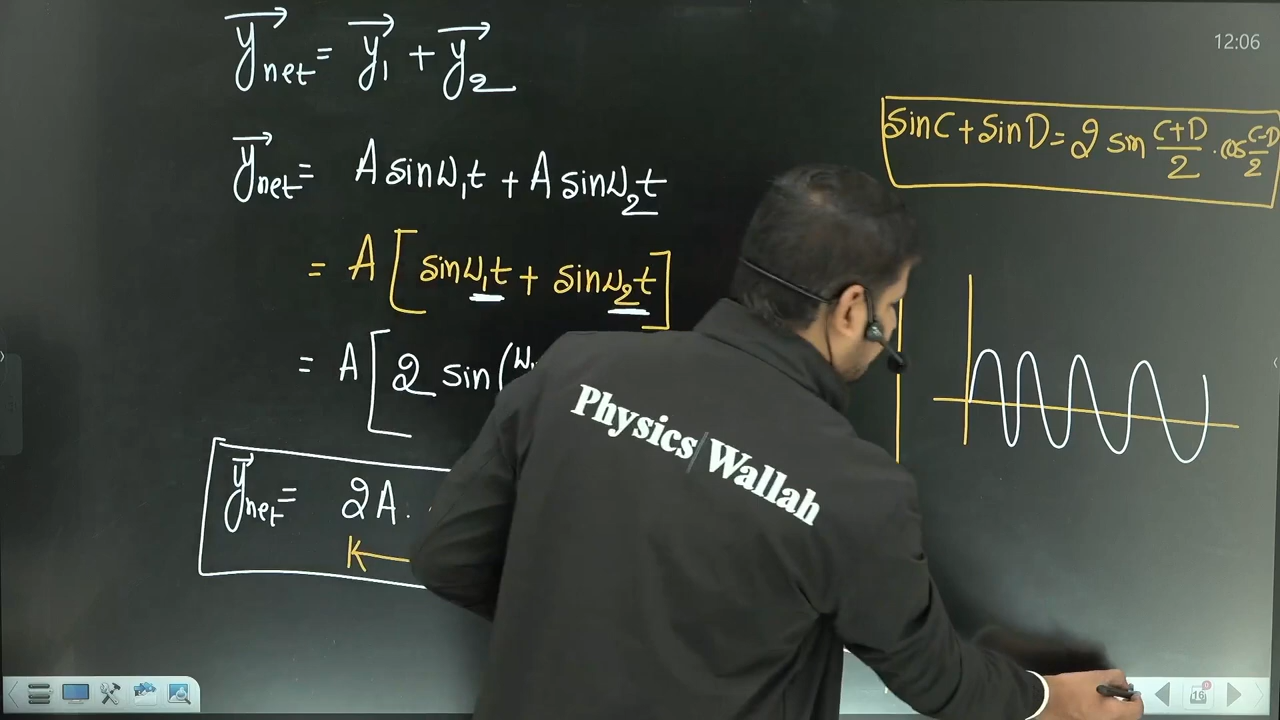 y⃗net = y⃗1 + y⃗2
y⃗net = A sinω1t + A sinω2t
= A [sinω1t + sinω2t]
= A [2 sin(ω
y⃗net = 2A.
12:06
sinC + sinD = 2 sin C+D/2 . cos C-D/2
Physics Wallah
16